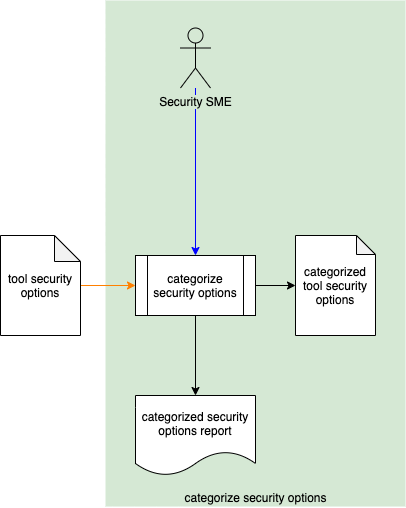 Security SME
tool security
options
categorize
security options
categorized
tool security
options
categorized security
options report
categorize security options